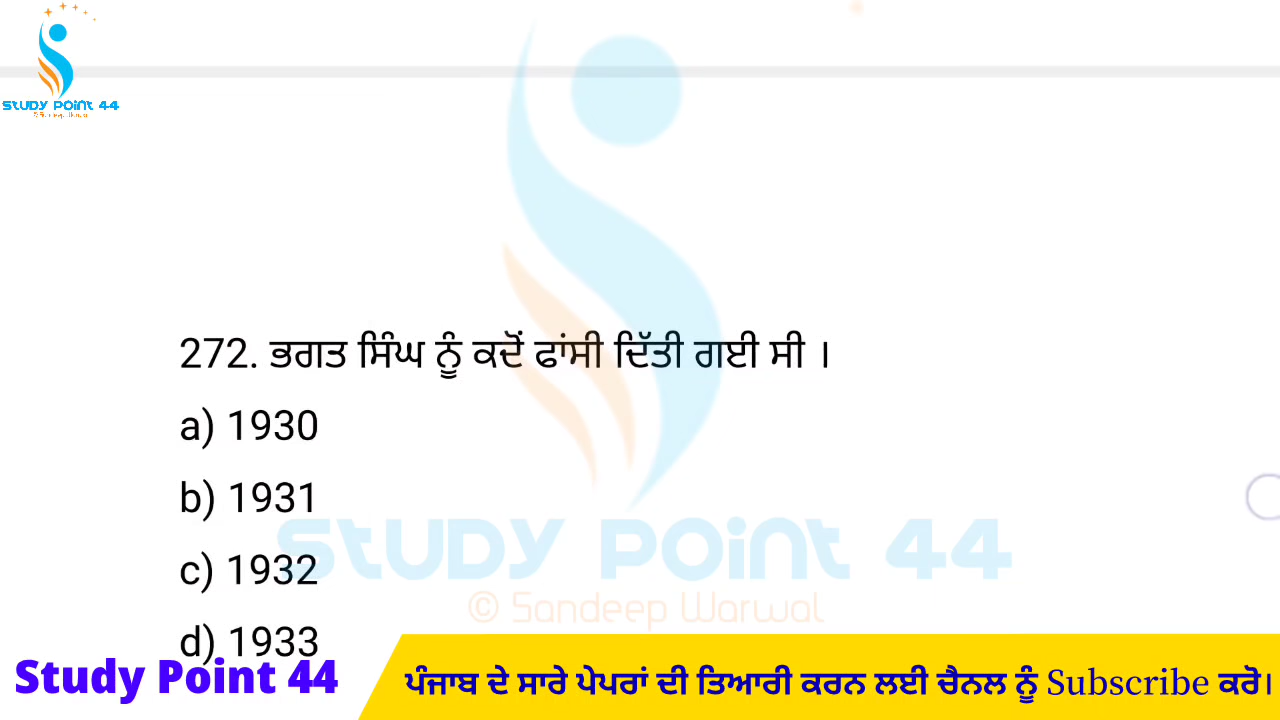 STUDY POINT 44
272. ਭਗਤ ਸਿੰਘ ਨੂੰ ਕਦੋਂ ਫਾਂਸੀ ਦਿੱਤੀ ਗਈ ਸੀ ।
a) 1930
b) 1931
c) 1932
d) 1933
STUDY POINT 44
© Sandeep Warwal
Study Point 44
ਪੰਜਾਬ ਦੇ ਸਾਰੇ ਪੇਪਰਾਂ ਦੀ ਤਿਆਰੀ ਕਰਨ ਲਈ ਚੈਨਲ ਨੂੰ Subscribe ਕਰੋ।